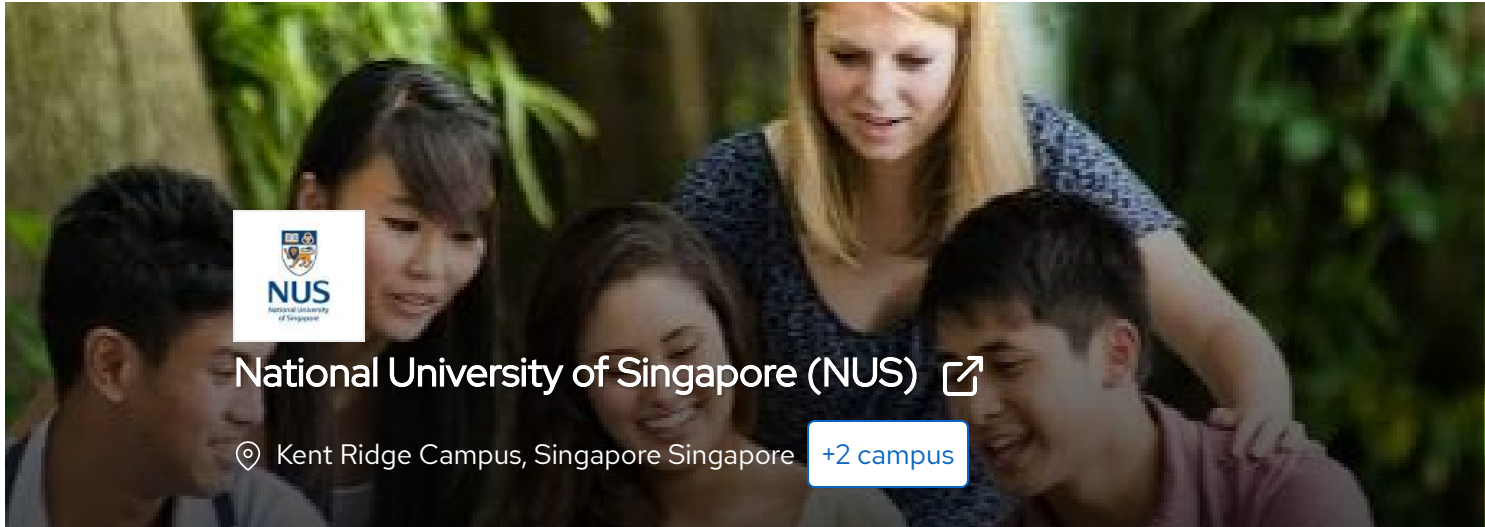 NUS
National University
of Singapore
National University of Singapore (NUS)
Kent Ridge Campus, Singapore Singapore +2 campus